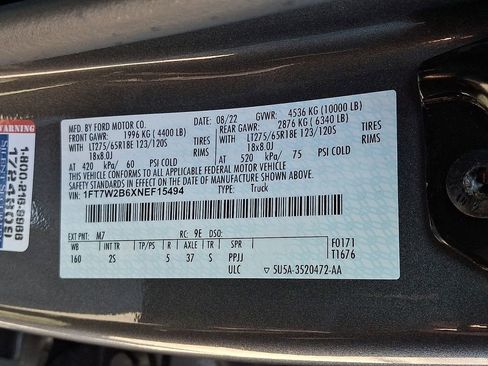 MFD. BY FORD MOTOR CO. DATE: 08/22 GVWR: 4536 KG (10000 LB)
FRONT GAWR: 1996 KG ( 4400 LB) REAR GAWR: 2876 KG ( 6340 LB)
WITH LT275/65R18E 123/120S Tires WITH LT275/65R18E 123/120S Tires
18x8.0J Rims 18x8.0J Rims
AT 420 kPa/ 60 PSI COLD AT 520 kPa/ 75 PSI COLD
THIS VEHICLE CONFORMS TO ALL APPLICABLE FEDERAL MOTOR VEHICLE
SAFETY STANDARDS IN EFFECT ON THE DATE OF MANUFACTURE SHOWN ABOVE.
VIN: 1FT7W2B6XNEF15494 TYPE: Truck
EXT PNT: M7 RC: 9E DSO: F0171
WB INT TR TP/PS R AXLE TR SPR T1676
160 2S 5 37 S PPJJ
ULC 5U5A-3520472-AA
WARNING